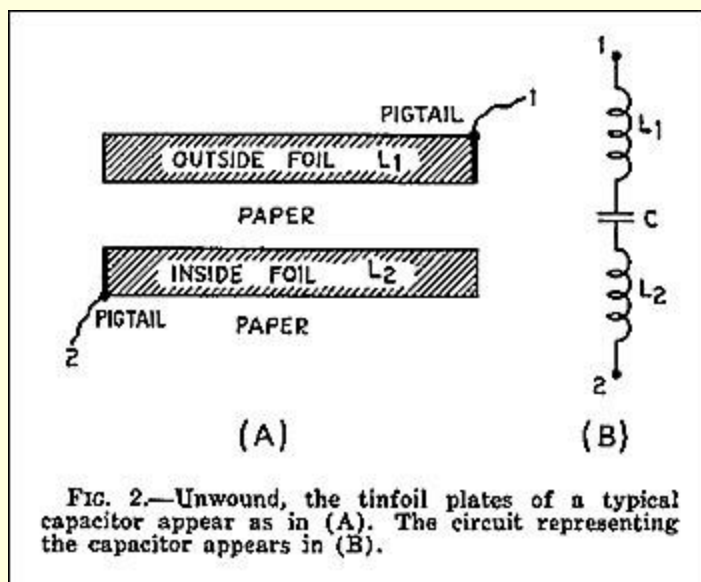 PIGTAIL 1
OUTSIDE FOIL L1
PAPER
INSIDE FOIL L2
PIGTAIL
2
PAPER
(A)
1
L1
C
L2
2
(B)
FIG. 2.—Unwound, the tinfoil plates of a typical
capacitor appear as in (A). The circuit representing
the capacitor appears in (B).